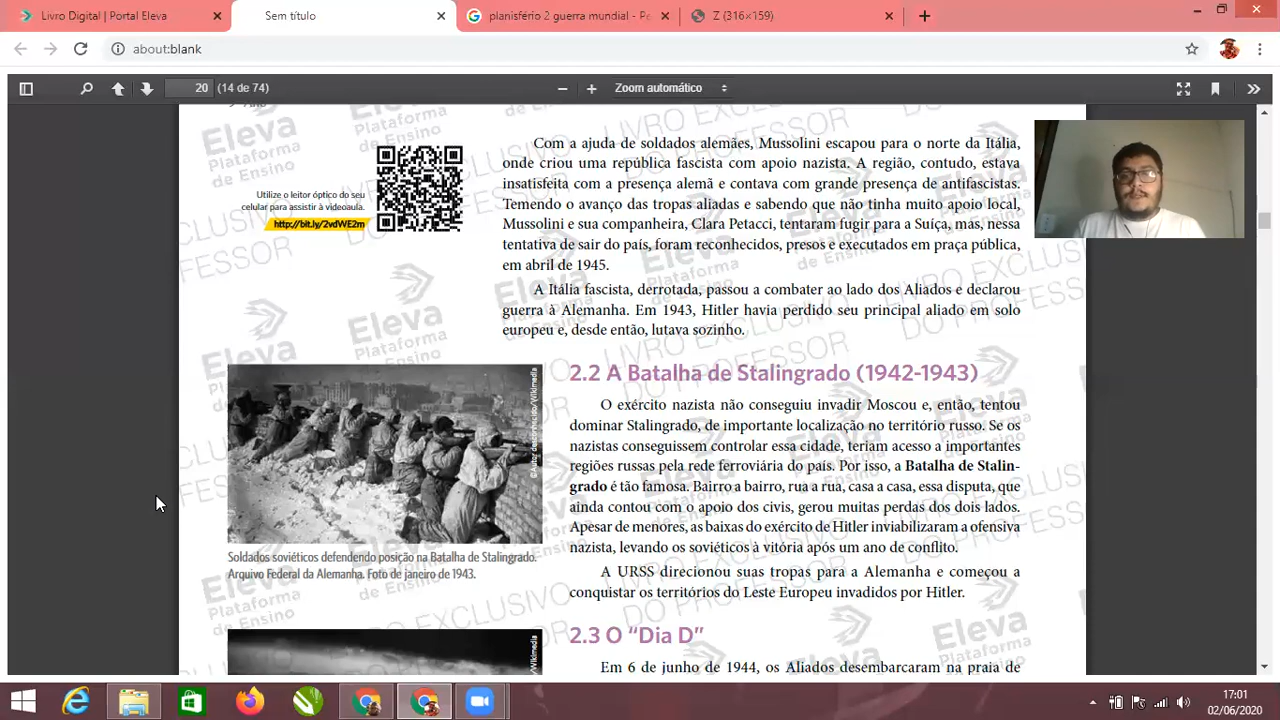 Livro Digital | Portal Eleva
Sem título
planisfério 2 guerra mundial - Pe
Z (316×159)
about:blank
20
(14 de 74)
Zoom automático
9º Ano
Com a ajuda de soldados alemães, Mussolini escapou para o norte da Itália,
onde criou uma república fascista com apoio nazista. A região, contudo, estava
insatisfeita com a presença alemã e contava com grande presença de antifascistas.
Temendo o avanço das tropas aliadas e sabendo que não tinha muito apoio local,
Mussolini e sua companheira, Clara Petacci, tentaram fugir para a Suíça, mas, nessa
tentativa de sair do país, foram reconhecidos, presos e executados em praça pública,
em abril de 1945.
A Itália fascista, derrotada, passou a combater ao lado dos Aliados e declarou
guerra à Alemanha. Em 1943, Hitler havia perdido seu principal aliado em solo
europeu e, desde então, lutava sozinho.
Utilize o leitor óptico do seu
celular para assistir à videoaula.
http://bit.ly/2vdWE2m
Eleva
Plataforma
de Ensino
LIVRO EXCLUSIVO
DO PROFESSOR
2.2 A Batalha de Stalingrado (1942-1943)
O exército nazista não conseguiu invadir Moscou e, então, tentou
dominar Stalingrado, de importante localização no território russo. Se os
nazistas conseguissem controlar essa cidade, teriam acesso a importantes
regiões russas pela rede ferroviária do país. Por isso, a Batalha de Stalin-
grado é tão famosa. Bairro a bairro, rua a rua, casa a casa, essa disputa, que
ainda contou com o apoio dos civis, gerou muitas perdas dos dois lados.
Apesar de menores, as baixas do exército de Hitler inviabilizaram a ofensiva
nazista, levando os soviéticos à vitória após um ano de conflito.
A URSS direcionou suas tropas para a Alemanha e começou a
conquistar os territórios do Leste Europeu invadidos por Hitler.
©Autor desconhecido/Wikimedia
Soldados soviéticos defendendo posição na Batalha de Stalingrado.
Arquivo Federal da Alemanha. Foto de janeiro de 1943.
2.3 O “Dia D”
Em 6 de junho de 1944, os Aliados desembarcaram na praia de
/Wikimedia
17:01
02/06/2020